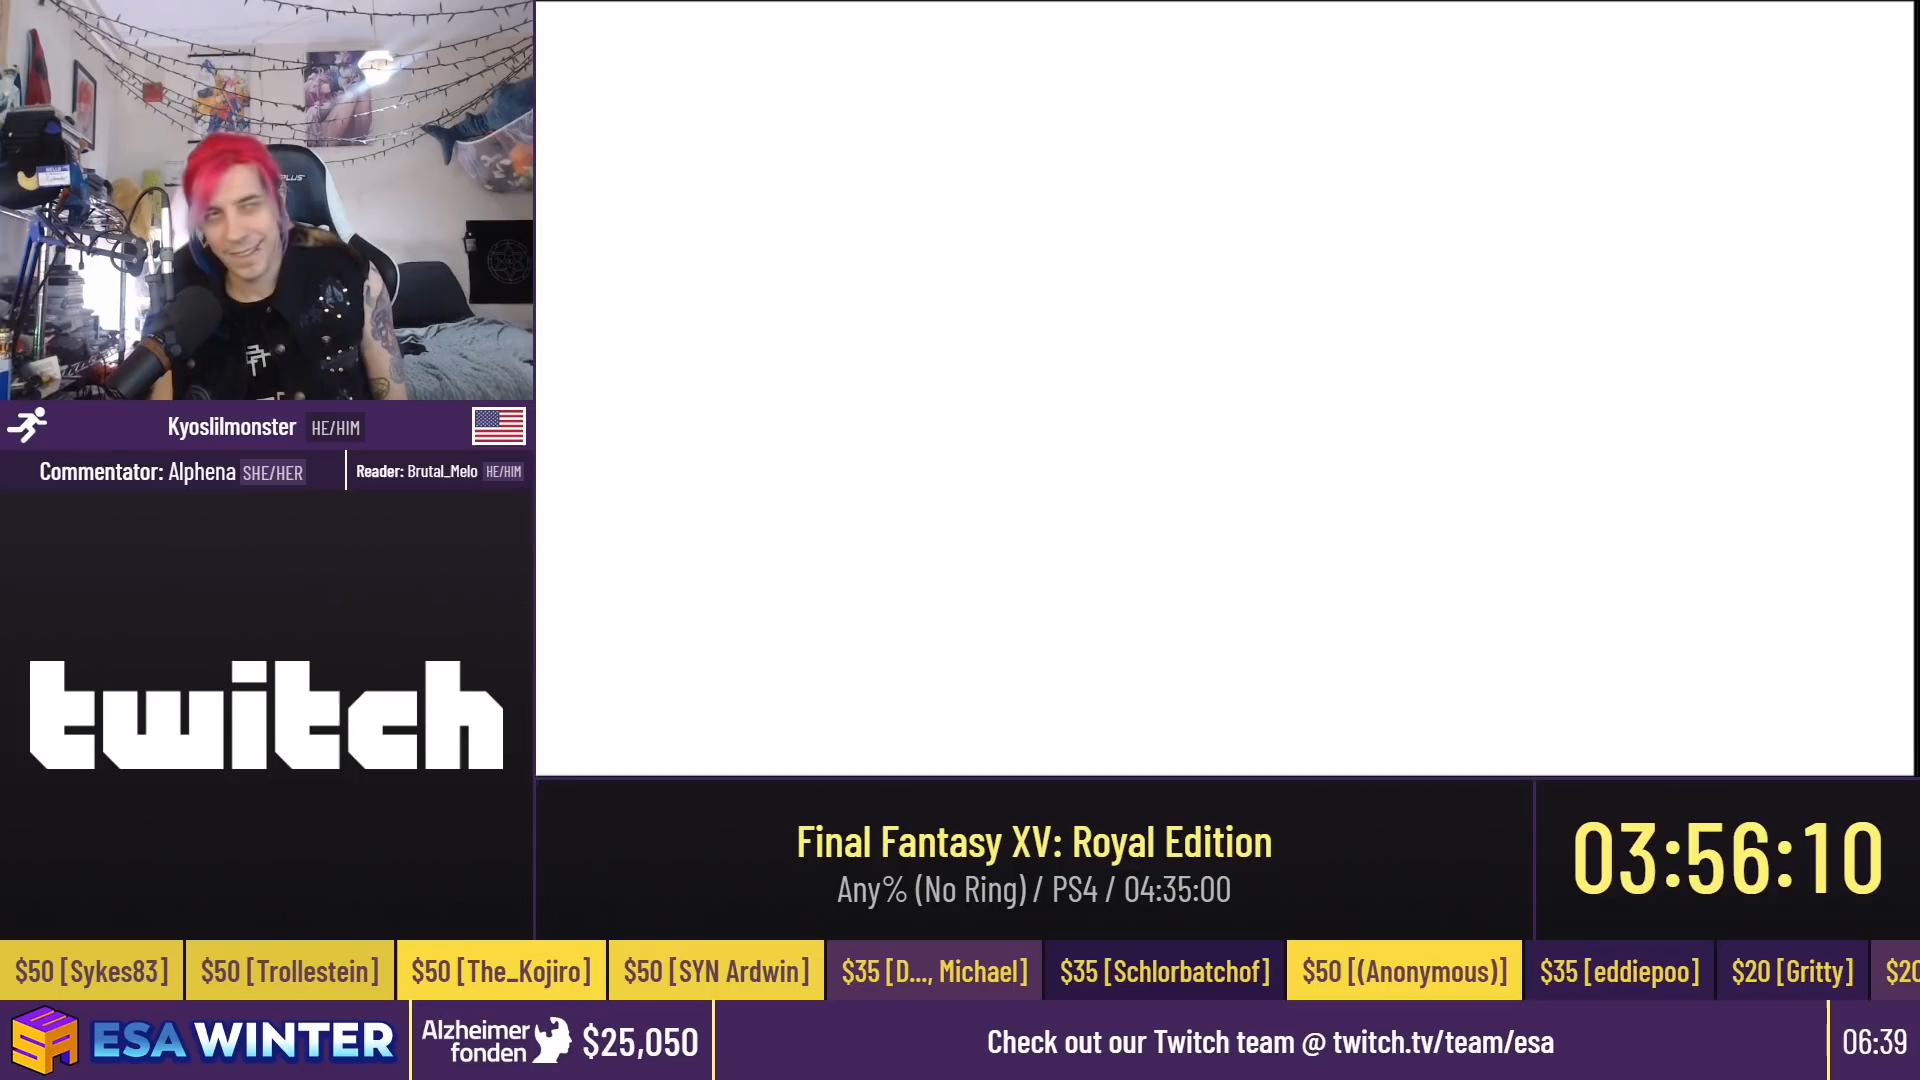 HELLO
PLUS
Kyoslilmonster HE/HIM
Commentator: Alphena SHE/HER
Reader: Brutal_Melo HE/HIM
twitch
Final Fantasy XV: Royal Edition
Any% (No Ring) / PS4 / 04:35:00
03:56:10
$50 [Sykes83] $50 [Trollestein] $50 [The_Kojiro] $50 [SYN Ardwin] $35 [D..., Michael] $35 [Schlorbatchof] $50 [(Anonymous)] $35 [eddiepoo] $20 [Gritty] $20
ESA WINTER
Alzheimer
fonden
$25,050
Check out our Twitch team @ twitch.tv/team/esa
06:39